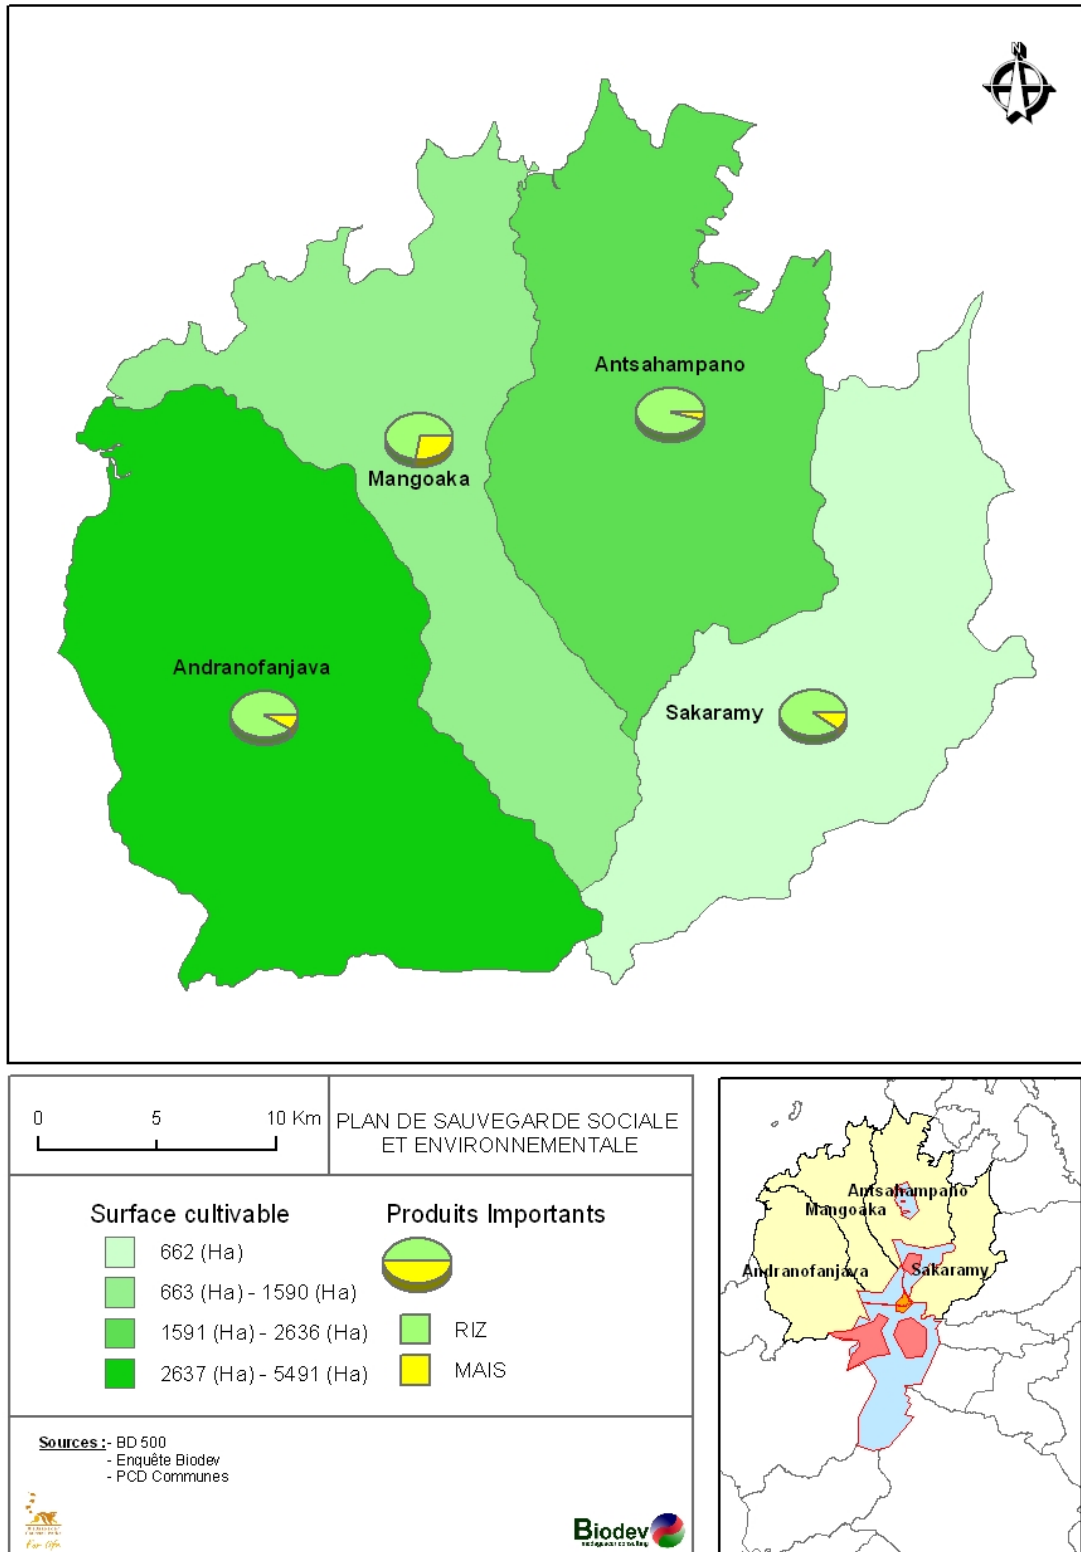 N
Antsahampano
Mangoaka
Andranofanjava
Sakaramy
0 5 10 Km
PLAN DE SAUVEGARDE SOCIALE
ET ENVIRONNEMENTALE
Surface cultivable
662 (Ha)
663 (Ha) - 1590 (Ha)
1591 (Ha) - 2636 (Ha)
2637 (Ha) - 5491 (Ha)
Produits Importants
RIZ
MAIS
Sources :- BD 500
- Enquête Biodev
- PCD Communes
Biodev
madagascar consulting
Antsahampano
Mangoaka
Andranofanjava
Sakaramy